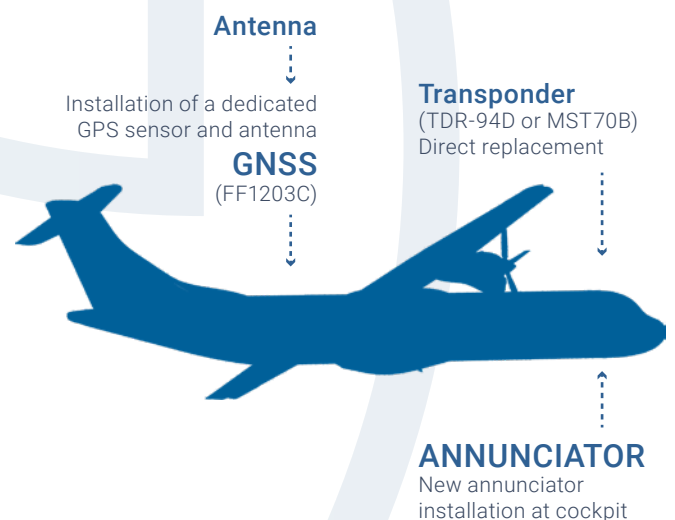 Antenna
Installation of a dedicated
GPS sensor and antenna
GNSS
(FF1203C)
Transponder
(TDR-94D or MST70B)
Direct replacement
ANNUNCIATOR
New annunciator
installation at cockpit